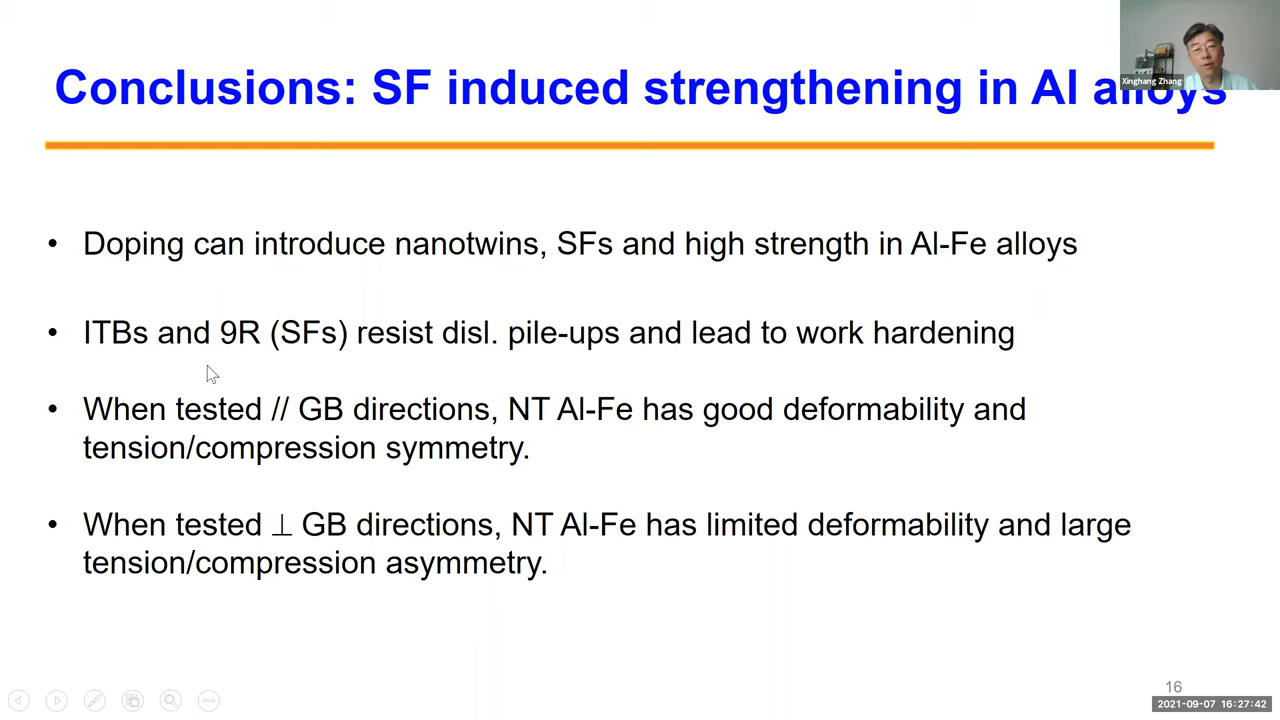 Conclusions: SF induced strengthening in Al alloys
Xinghang Zhang
• Doping can introduce nanotwins, SFs and high strength in Al-Fe alloys
• ITBs and 9R (SFs) resist disl. pile-ups and lead to work hardening
• When tested // GB directions, NT Al-Fe has good deformability and
tension/compression symmetry.
• When tested ⊥ GB directions, NT Al-Fe has limited deformability and large
tension/compression asymmetry.
16
2021-09-07 16:27:42